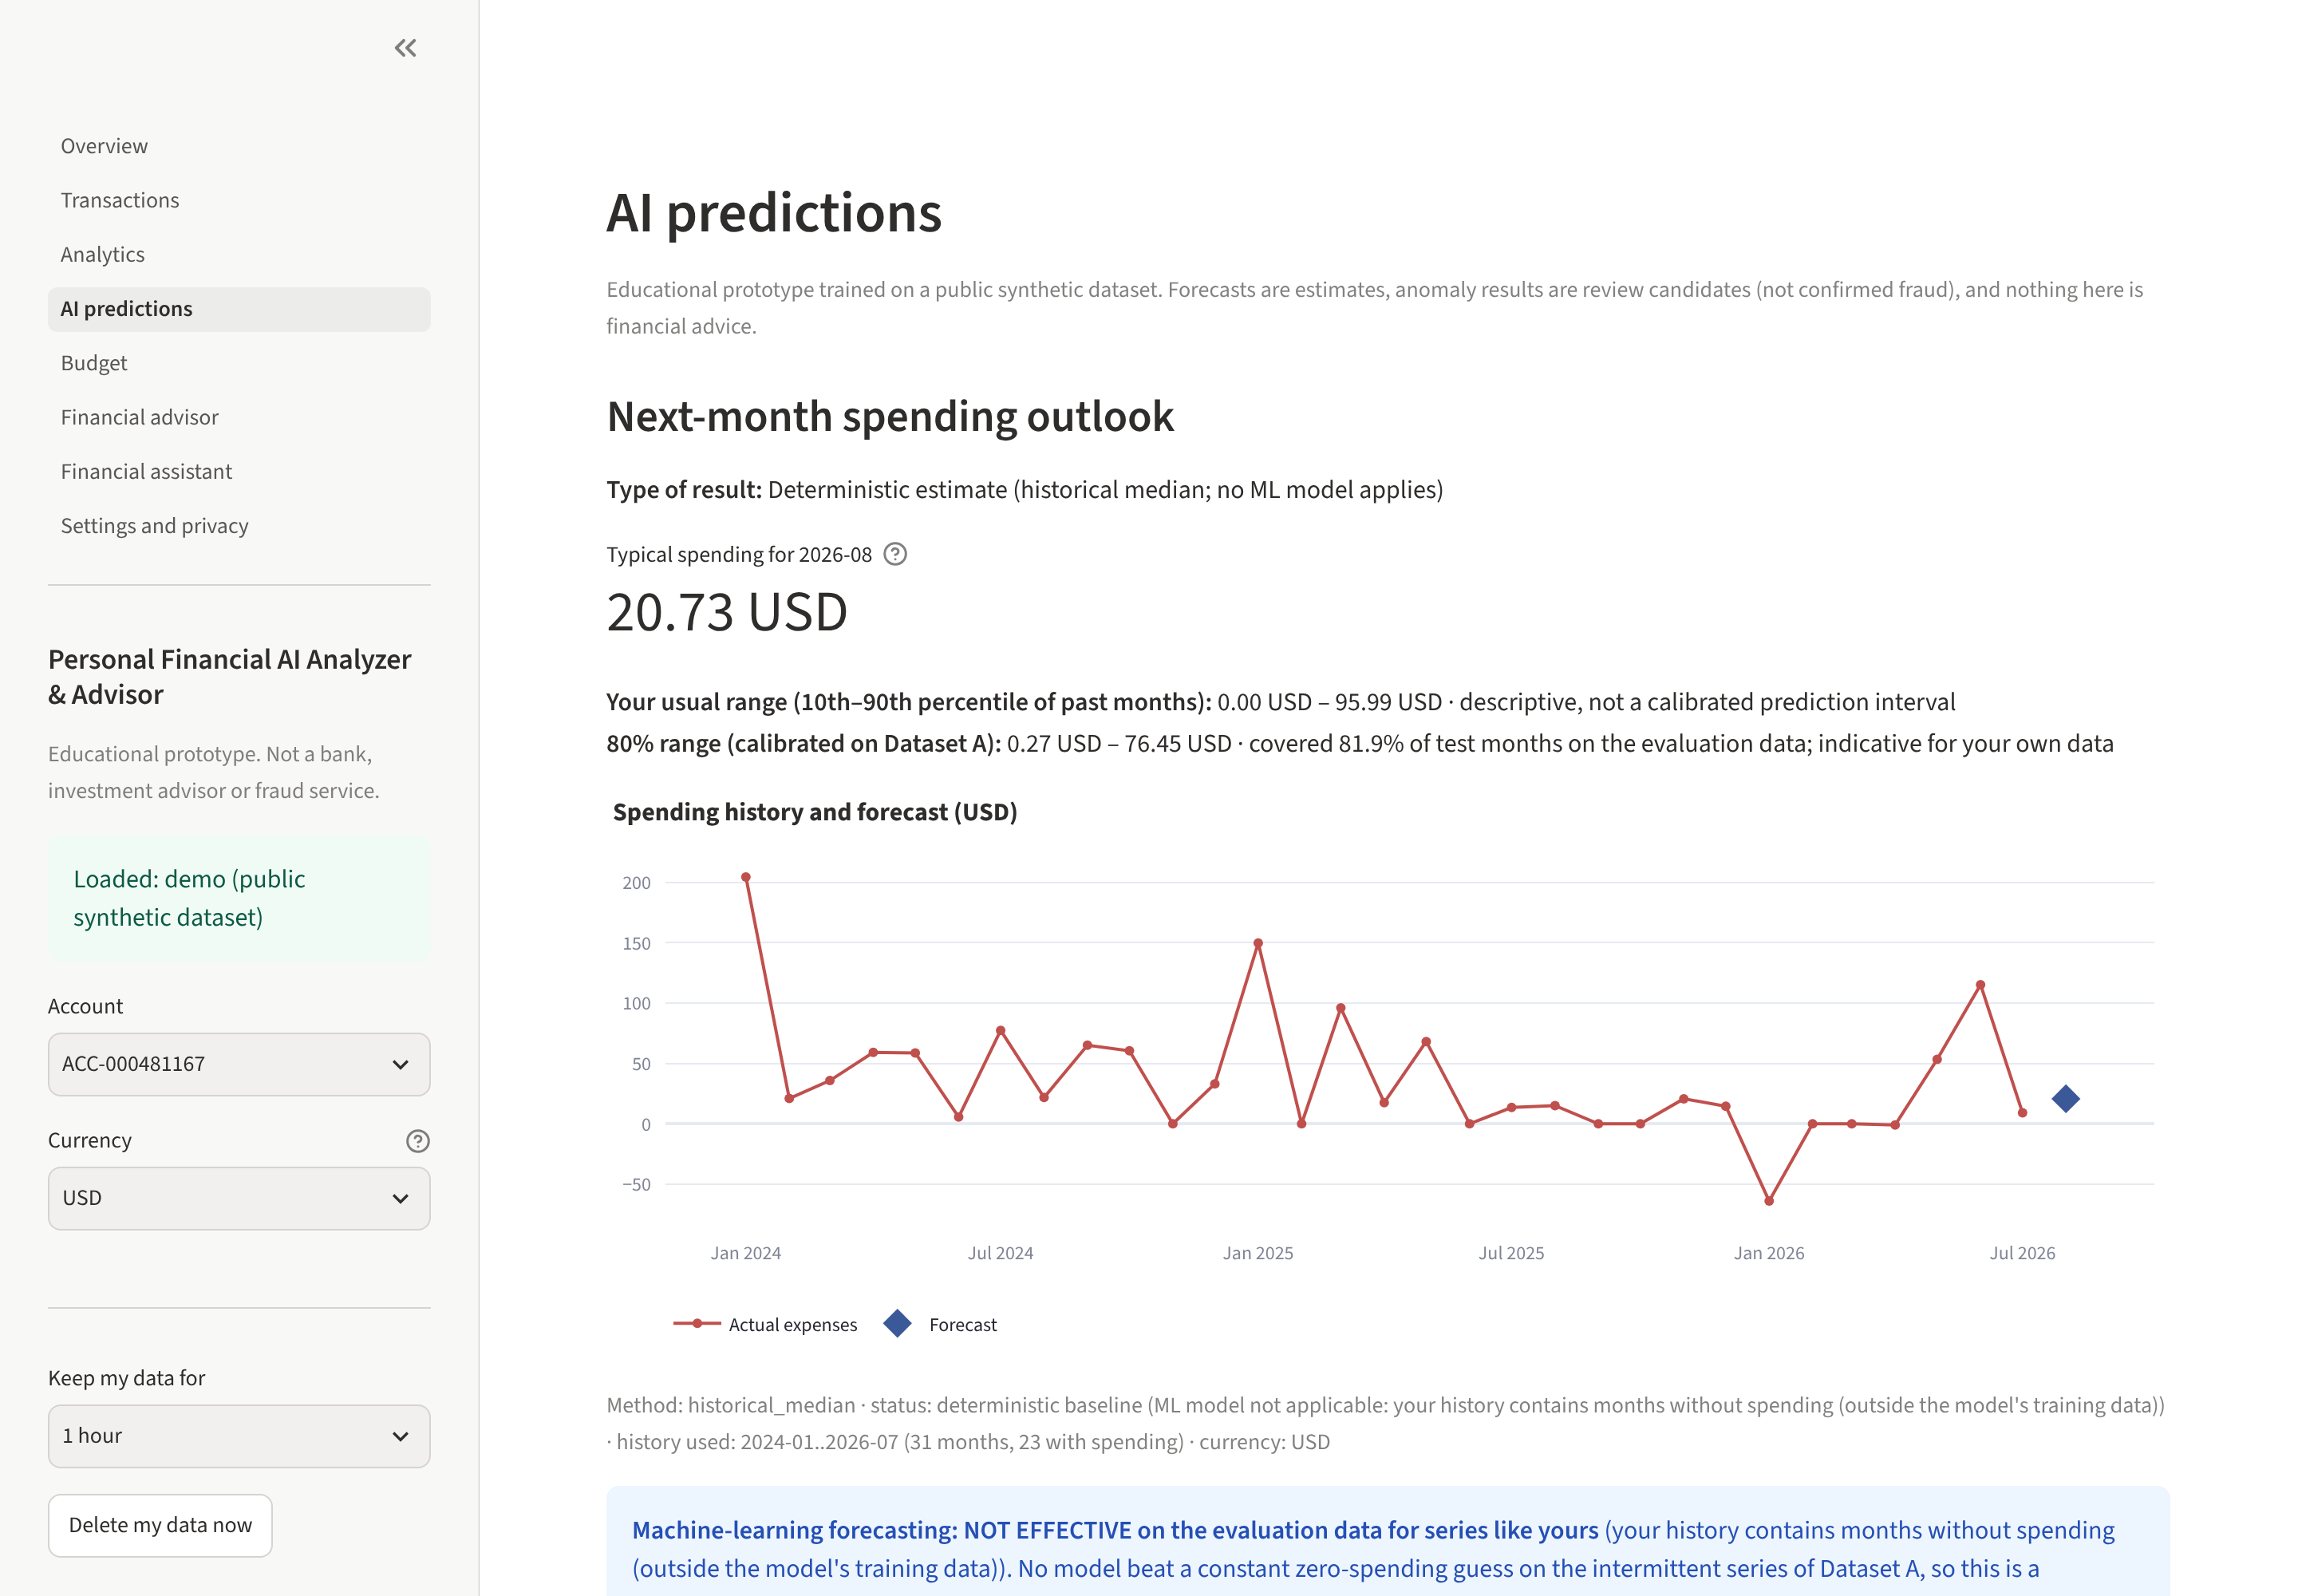 Overview
Transactions
Analytics
AI predictions
Budget
Financial advisor
Financial assistant
Settings and privacy
Personal Financial AI Analyzer
& Advisor
Educational prototype. Not a bank,
investment advisor or fraud service.
Loaded: demo (public
synthetic dataset)
Account
ACC-000481167
Currency
USD
Keep my data for
1 hour
Delete my data now
AI predictions
Educational prototype trained on a public synthetic dataset. Forecasts are estimates, anomaly results are review candidates (not confirmed fraud), and nothing here is
financial advice.
Next-month spending outlook
Type of result: Deterministic estimate (historical median; no ML model applies)
Typical spending for 2026-08
20.73 USD
Your usual range (10th–90th percentile of past months): 0.00 USD – 95.99 USD · descriptive, not a calibrated prediction interval
80% range (calibrated on Dataset A): 0.27 USD – 76.45 USD · covered 81.9% of test months on the evaluation data; indicative for your own data
Spending history and forecast (USD)
200
150
100
50
0
−50
Jan 2024 Jul 2024 Jan 2025 Jul 2025 Jan 2026 Jul 2026
Actual expenses Forecast
Method: historical_median · status: deterministic baseline (ML model not applicable: your history contains months without spending (outside the model's training data))
· history used: 2024-01..2026-07 (31 months, 23 with spending) · currency: USD
Machine-learning forecasting: NOT EFFECTIVE on the evaluation data for series like yours (your history contains months without spending
(outside the model's training data)). No model beat a constant zero-spending guess on the intermittent series of Dataset A, so this is a